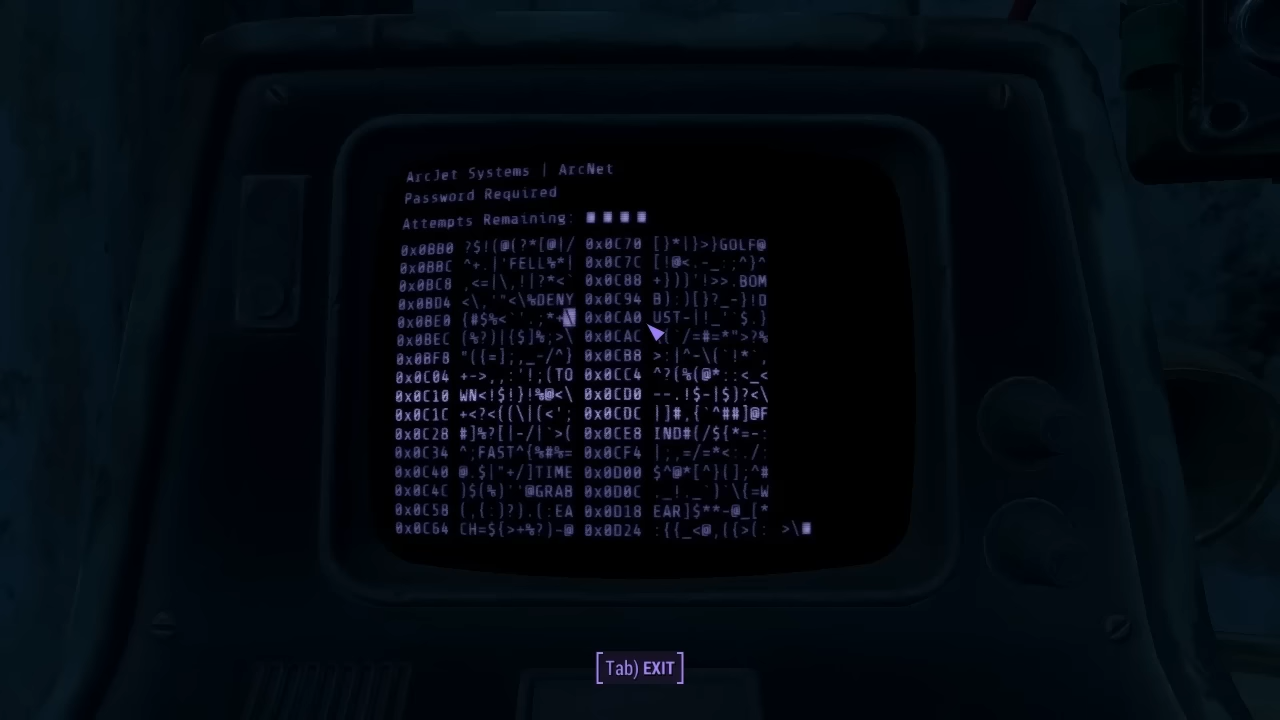 ArcJet Systems | ArcNet
Password Required
Attempts Remaining: ■ ■ ■ ■
0x0BB0 ?$!(@(?*[@|/ 0x0C70 [}*|}>}GOLF@
0x0BBC ^+.|'FELL%*| 0x0C7C [!@<.-_:;^}^
0x0BC8 ,<=|\,!|?*<` 0x0C88 +}))'!>>.BOM
0x0BD4 <\,'"<\%DENY 0x0C94 B):)[}?_-}!D
0x0BE0 {#$%<`'.;*+\ 0x0CA0 UST-|!_'`$.}
0x0BEC (%?)|{$]%;>\ 0x0CAC \(`/=#=*">?%
0x0BF8 "({=];,_-/^} 0x0CB8 >:|^-\(`!*`,
0x0C04 +->,,:'!;(TO 0x0CC4 ^?(%(@*::<_<
0x0C10 WN<!$!}!%@<\ 0x0CD0 --.!$-|$)?<\
0x0C1C +<?<((\|(<'; 0x0CDC |]#,{`^##]@F
0x0C28 #]%?[|-/|`>( 0x0CE8 IND#(/${*=-:
0x0C34 ^;FAST^{%#%= 0x0CF4 |;,=/=*<:./:
0x0C40 @.$|"+/]TIME 0x0D00 $^@*[^}(];^#
0x0C4C )$(%)''@GRAB 0x0D0C ._!._`)`\{=W
0x0C58 (,{:)?).(:EA 0x0D18 EAR]$**-@_[*
0x0C64 CH=${>+%?)-@ 0x0D24 :{{_<@,({>(: >\■
Tab) EXIT